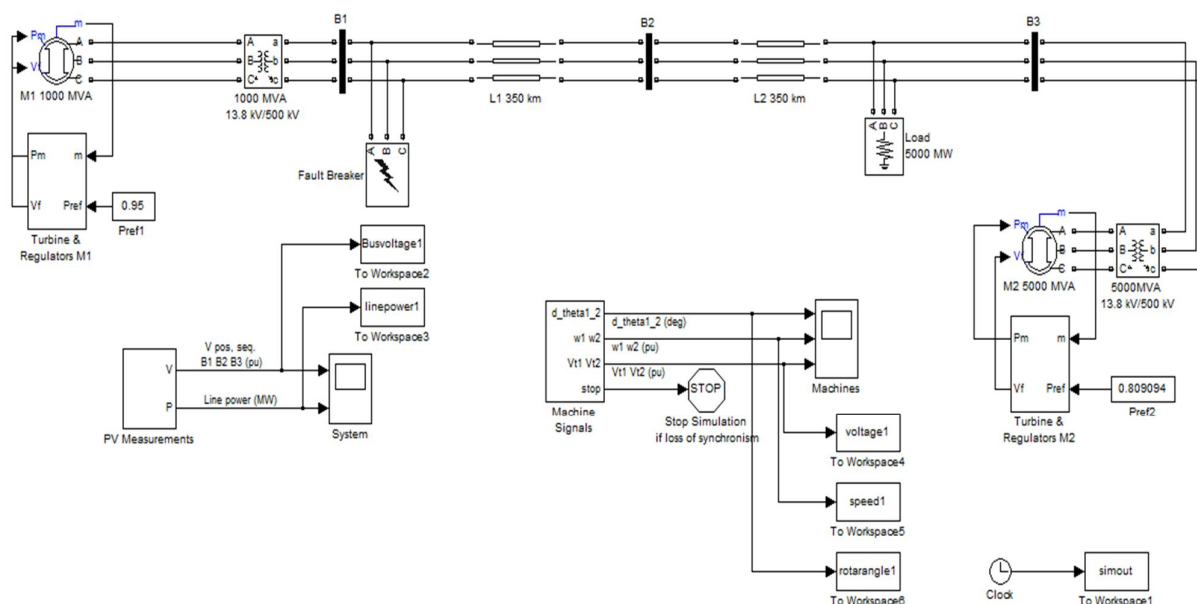 B1
B2
B3
m
Pm
Vf
A
B
C
M1 1000 MVA
A
B
C
a
b
c
1000 MVA
13.8 kV/500 kV
L1 350 km
L2 350 km
A B C
Fault Breaker
A B C
Load
5000 MW
Pm
m
Vf
Pref
Turbine &
Regulators M1
0.95
Pref1
m
Pm
Vf
A
B
C
M2 5000 MVA
A
B
C
a
b
c
5000MVA
13.8 kV/500 kV
Pm
m
Vf
Pref
Turbine &
Regulators M2
0.809094
Pref2
Busvoltage1
To Workspace2
linepower1
To Workspace3
V pos, seq.
B1 B2 B3 (pu)
V
P
Line power (MW)
PV Measurements
System
d_theta1_2
w1 w2
Vt1 Vt2
stop
d_theta1_2 (deg)
w1 w2 (pu)
Vt1 Vt2 (pu)
Machine
Signals
STOP
Stop Simulation
if loss of synchronism
Machines
voltage1
To Workspace4
speed1
To Workspace5
rotarangle1
To Workspace6
Clock
simout
To Workspace1